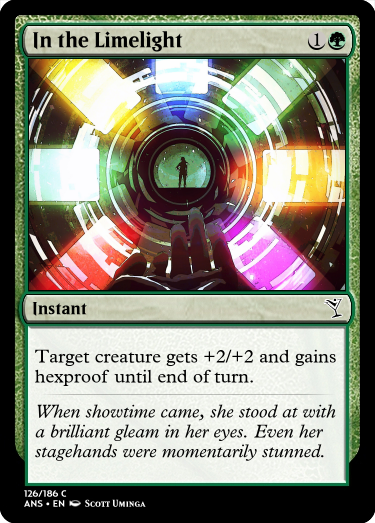 In the Limelight 1
Instant
Target creature gets +2/+2 and gains
hexproof until end of turn.
When showtime came, she stood at with
a brilliant gleam in her eyes. Even her
stagehands were momentarily stunned.
126/186 C
ANS • EN Scott Uminga